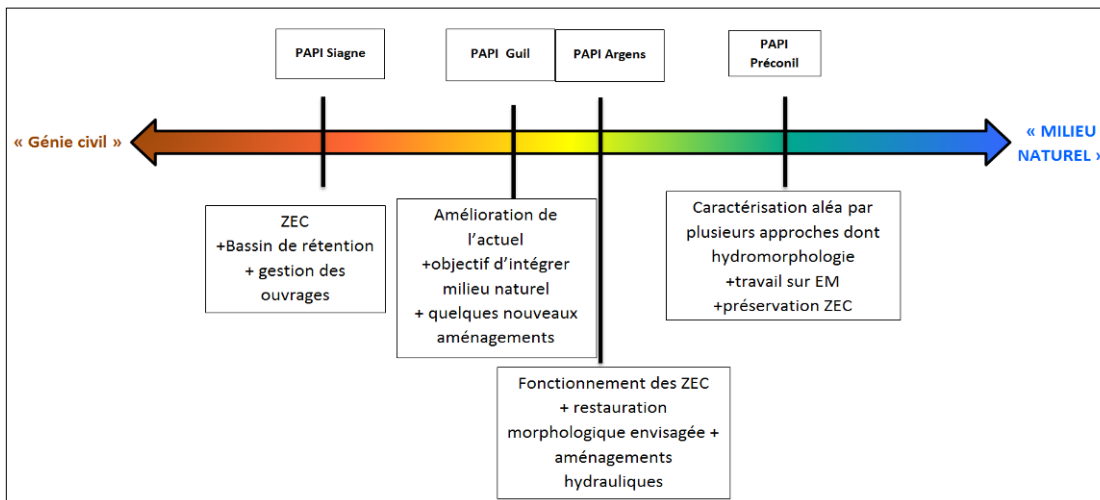 PAPI Siagne
PAPI Guil
PAPI Argens
PAPI
Préconil
« Génie civil »
« MILIEU
NATUREL »
ZEC
+Bassin de rétention
+ gestion des
ouvrages
Amélioration de
l’actuel
+objectif d’intégrer
milieu naturel
+ quelques nouveaux
aménagements
Caractérisation aléa par
plusieurs approches dont
hydromorphologie
+travail sur EM
+préservation ZEC
Fonctionnement des ZEC
+ restauration
morphologique envisagée +
aménagements
hydrauliques